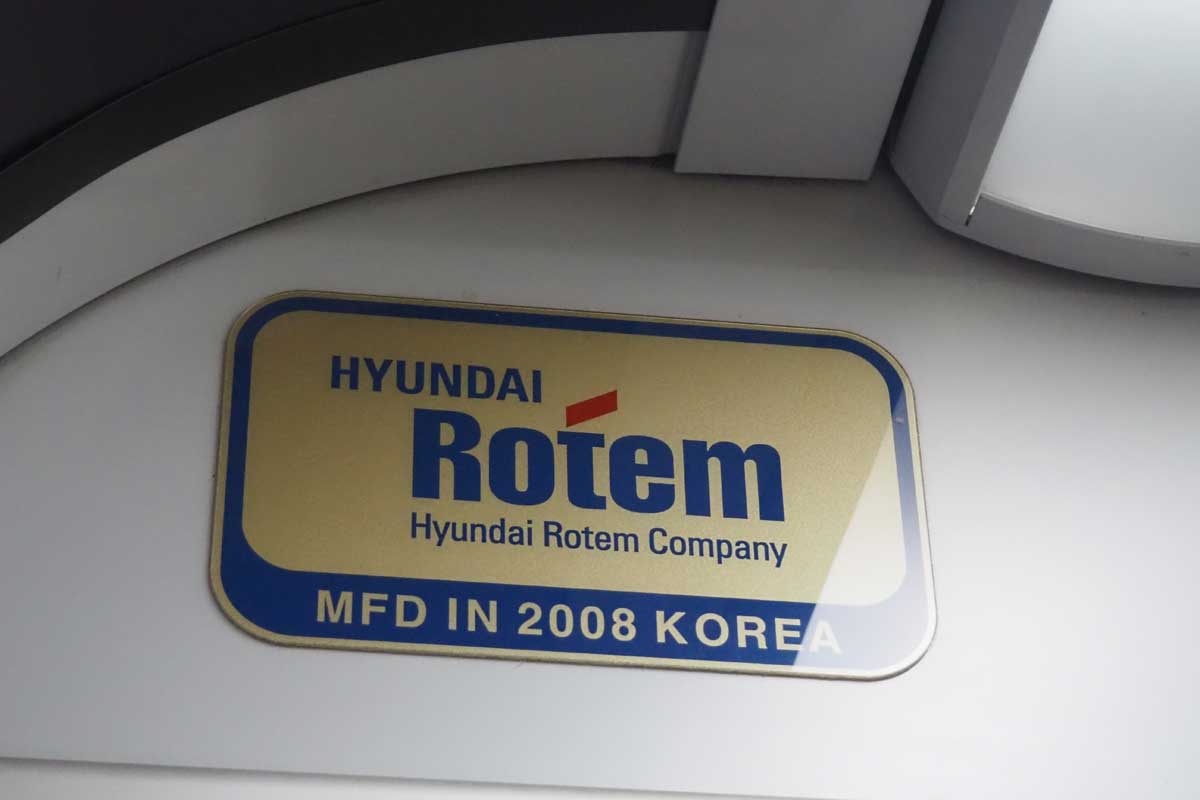 HYUNDAI
Rotem
Hyundai Rotem Company
MFD IN 2008 KOREA